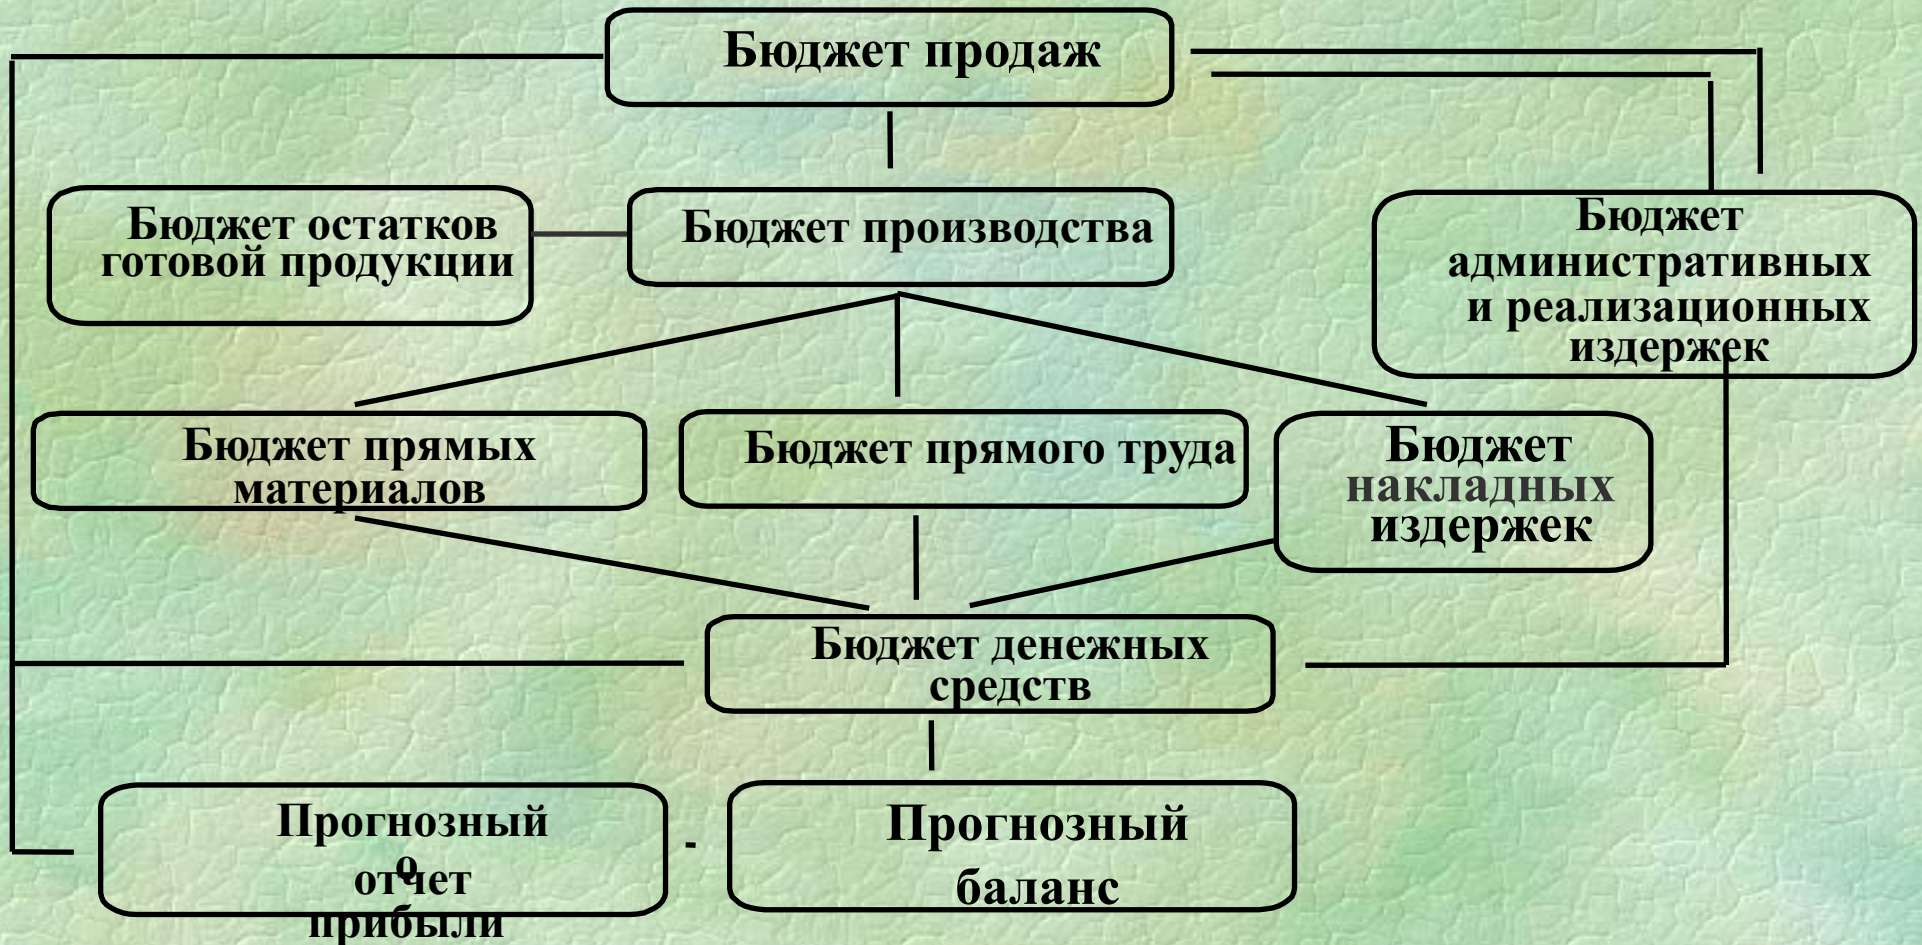 Бюджет продаж
Бюджет остатков
готовой продукции
Бюджет производства
Бюджет
административных
и реализационных
издержек
Бюджет прямых
материалов
Бюджет прямого труда
Бюджет
накладных
издержек
Бюджет денежных
средств
Прогнозный
о
отчет
прибыли
Прогнозный
баланс